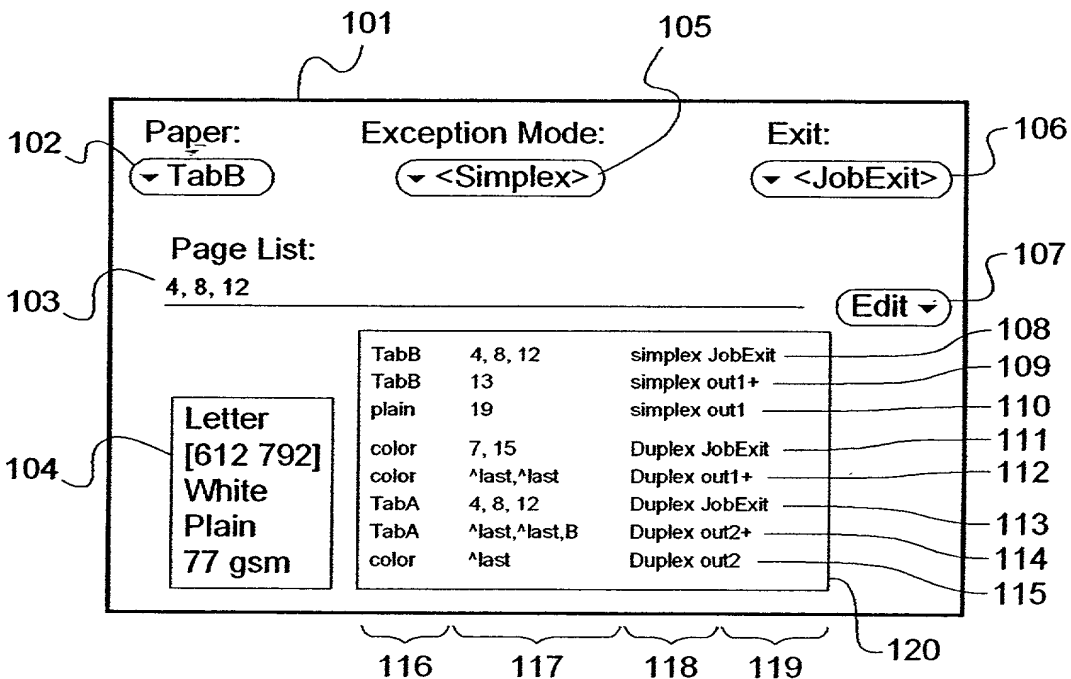 101
105
Paper: Exception Mode: Exit:
102 106
TabB <Simplex> <JobExit>
Page List:
107
103 4, 8, 12
Edit
TabB 4, 8, 12 simplex JobExit 108
TabB 13 simplex out1+ 109
plain 19 simplex out1 110
color 7, 15 Duplex JobExit 111
color ^last,^last Duplex out1+ 112
TabA 4, 8, 12 Duplex JobExit 113
TabA ^last,^last,B Duplex out2+ 114
color ^last Duplex out2 115
104
Letter
[612 792]
White
Plain
77 gsm
116 117 118 119 120